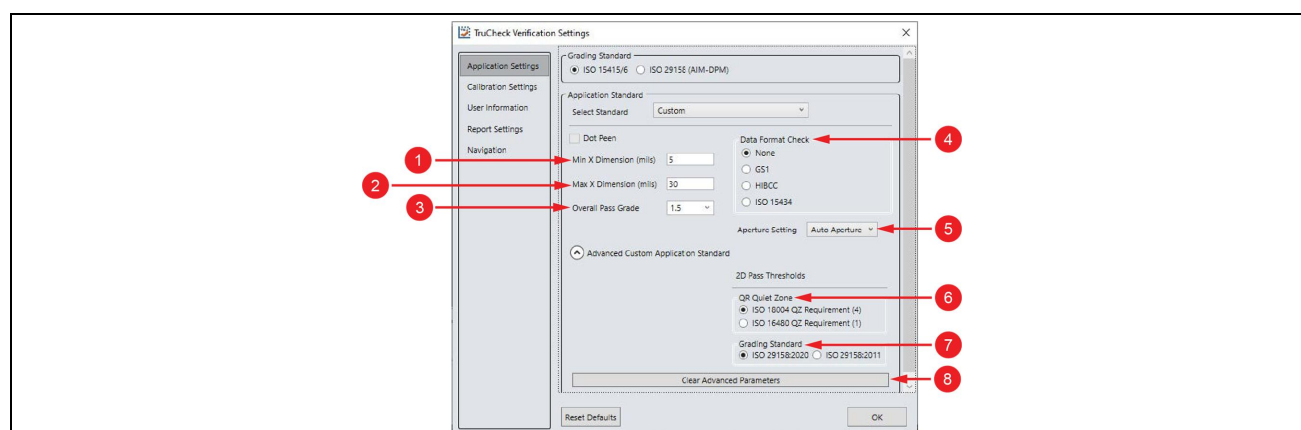 TruCheck Verification Settings
Application Settings
Calibration Settings
User Information
Report Settings
Navigation
Grading Standard
ISO 15415/6 ISO 29158 (AIM-DPM)
Application Standard
Select Standard Custom
Dot Peen
Min X Dimension (mils) 5
Max X Dimension (mils) 30
Overall Pass Grade 1.5
Data Format Check
None
GS1
HIBCC
ISO 15434
Aperture Setting Auto Aperture
Advanced Custom Application Standard
2D Pass Thresholds
QR Quiet Zone
ISO 18004 QZ Requirement (4)
ISO 16480 QZ Requirement (1)
Grading Standard
ISO 29158:2020 ISO 29158:2011
Clear Advanced Parameters
Reset Defaults OK
1
2
3
4
5
6
7
8